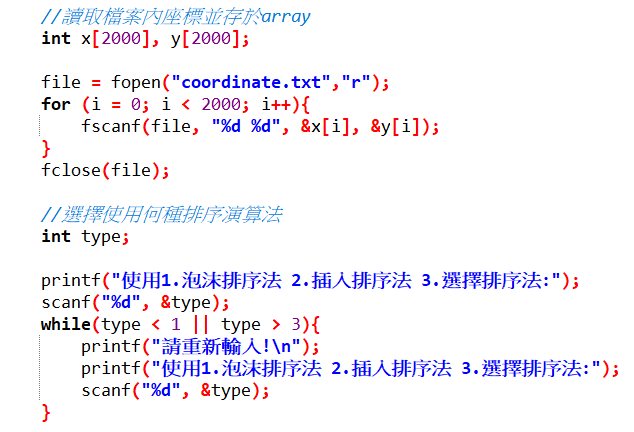 //讀取檔案內座標並存於array
int x[2000], y[2000];
file = fopen("coordinate.txt","r");
for (i = 0; i < 2000; i++){
fscanf(file, "%d %d", &x[i], &y[i]);
}
fclose(file);
//選擇使用何種排序演算法
int type;
printf("使用1.泡沫排序法 2.插入排序法 3.選擇排序法:");
scanf("%d", &type);
while(type < 1 || type > 3){
printf("請重新輸入!\n");
printf("使用1.泡沫排序法 2.插入排序法 3.選擇排序法:");
scanf("%d", &type);
}